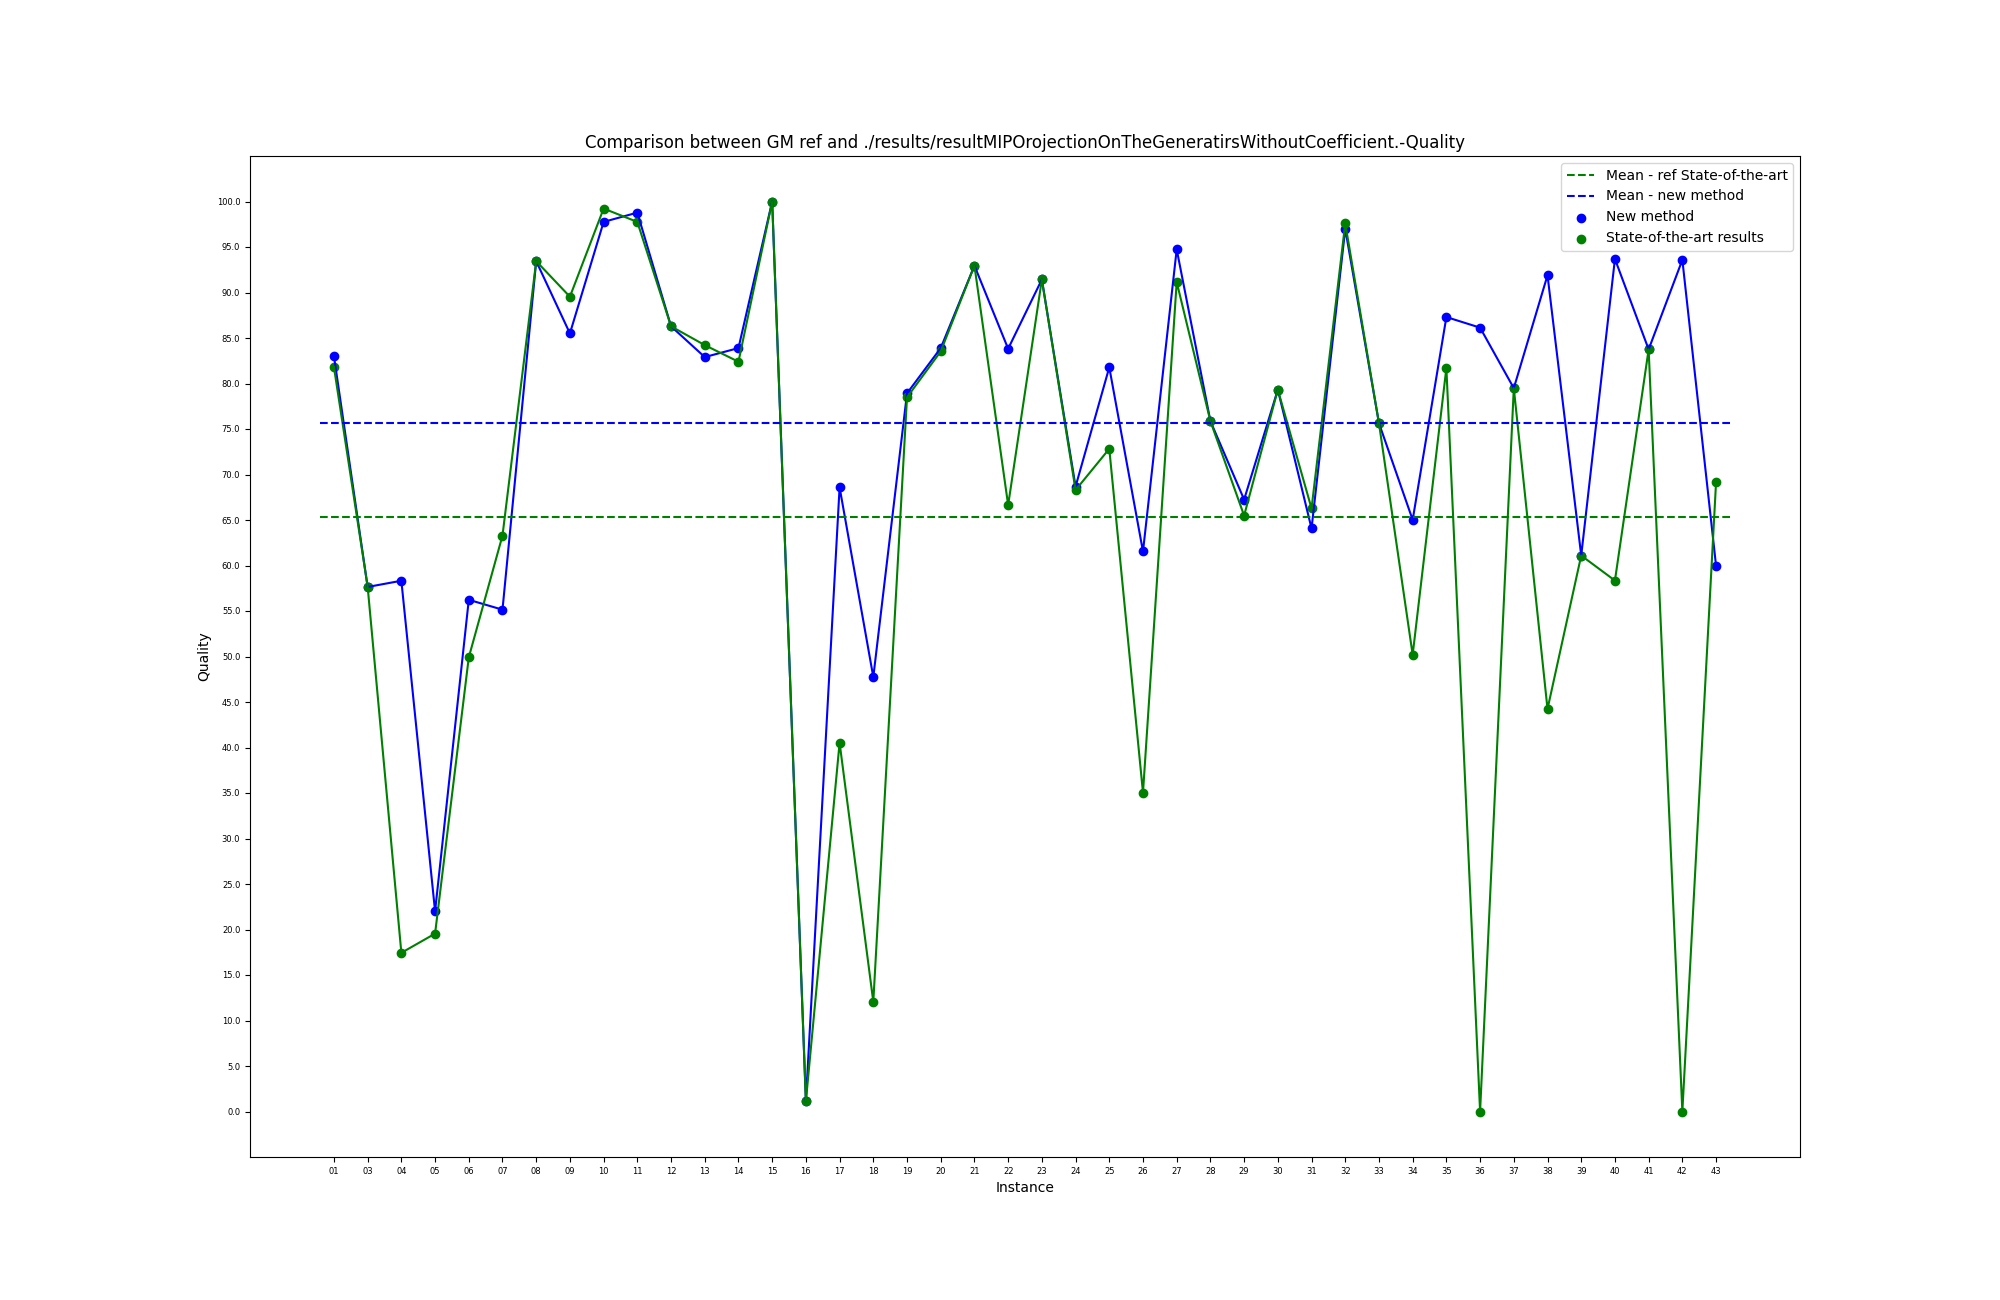 Comparison between GM ref and ./results/resultMIPOrojectionOnTheGeneratirsWithoutCoefficient.-Quality
Mean - ref State-of-the-art
Mean - new method
New method
State-of-the-art results
100.0
95.0
90.0
85.0
80.0
75.0
70.0
65.0
60.0
55.0
50.0
45.0
40.0
35.0
30.0
25.0
20.0
15.0
10.0
5.0
0.0
Quality
01 03 04 05 06 07 08 09 10 11 12 13 14 15 16 17 18 19 20 21 22 23 24 25 26 27 28 29 30 31 32 33 34 35 36 37 38 39 40 41 42 43
Instance